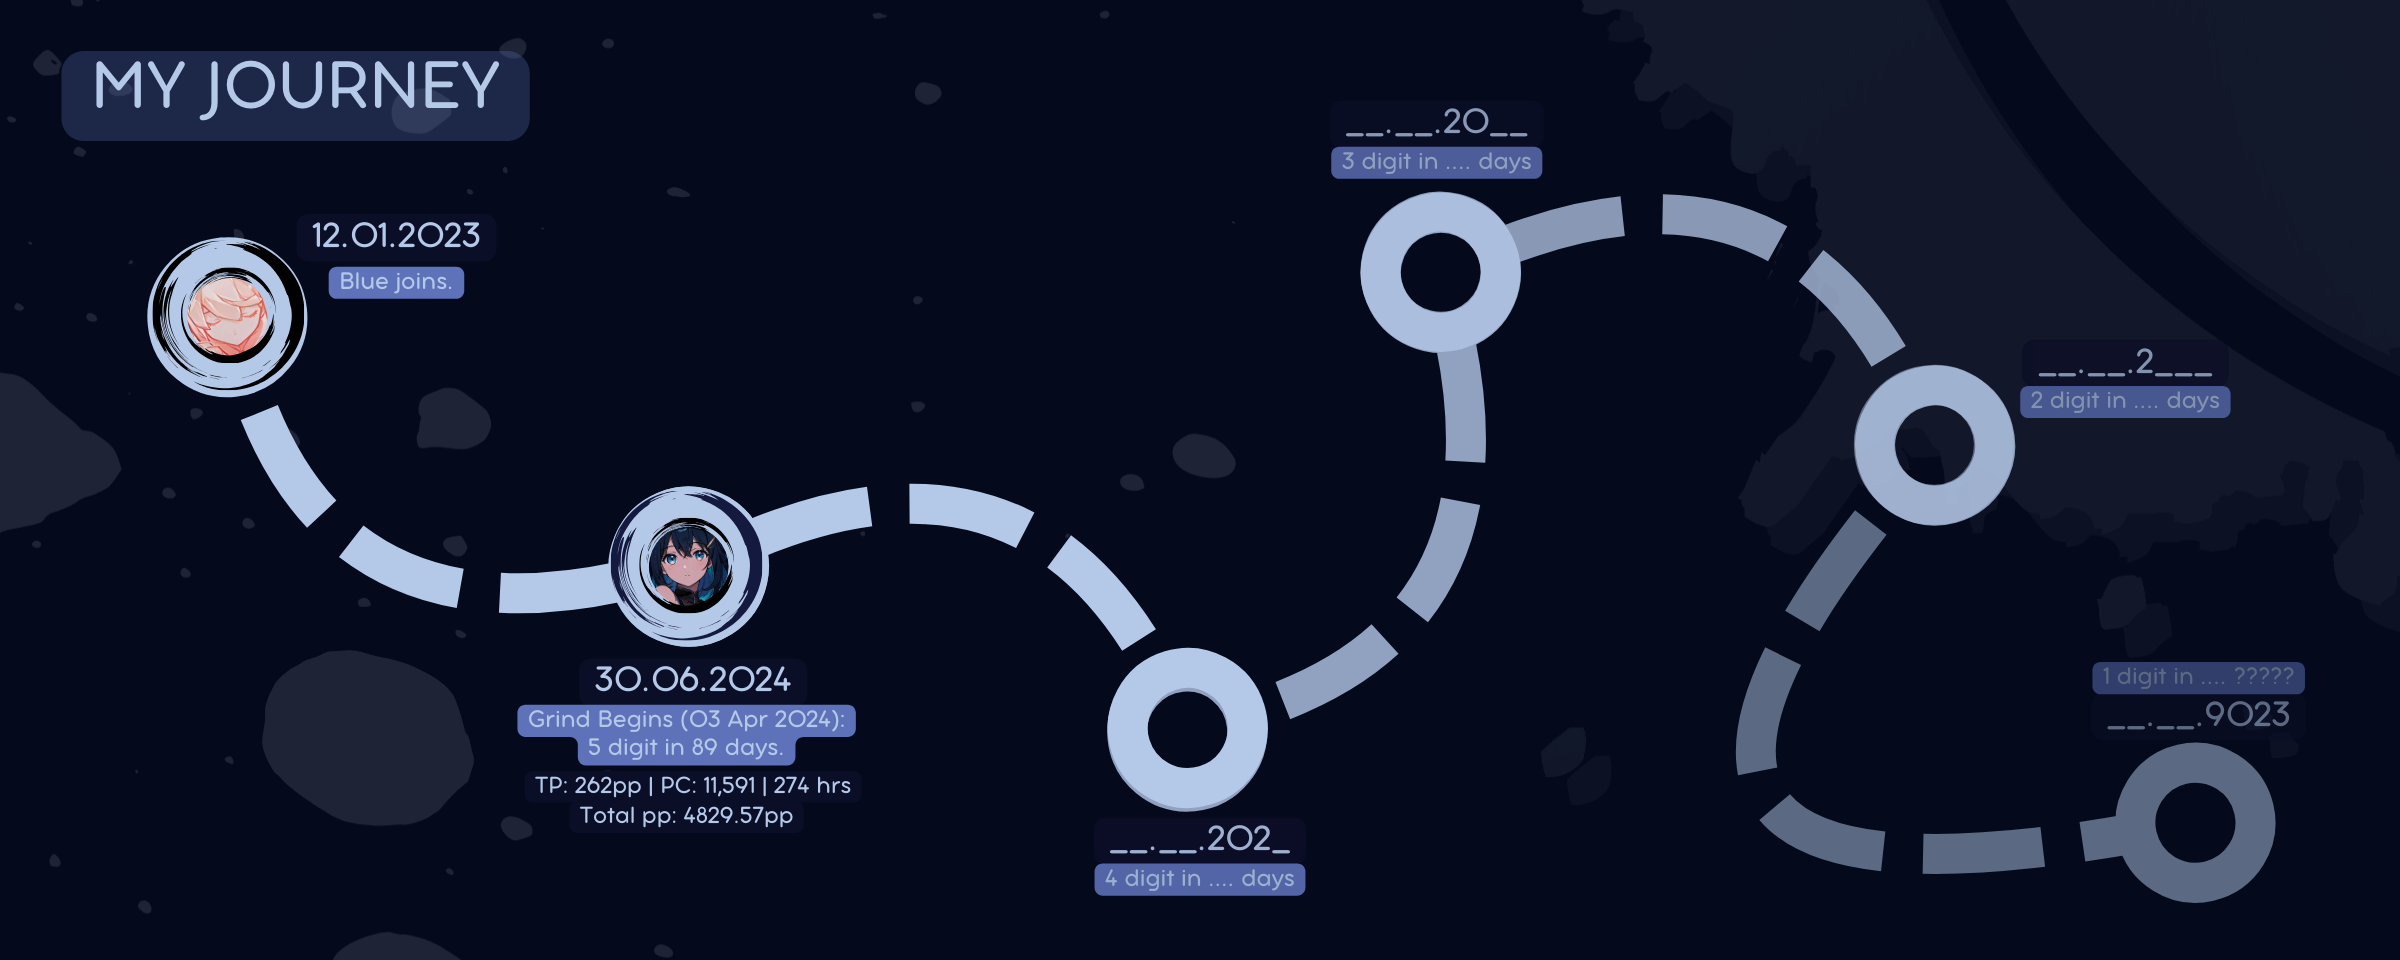 MY JOURNEY
12.01.2023
Blue joins.
30.06.2024
Grind Begins (03 Apr 2024):
5 digit in 89 days.
TP: 262pp | PC: 11,591 | 274 hrs
Total pp: 4829.57pp
__.__.202_
4 digit in .... days
__.__.20__
3 digit in .... days
__.__.2___
2 digit in .... days
1 digit in .... ?????
__.__.9023